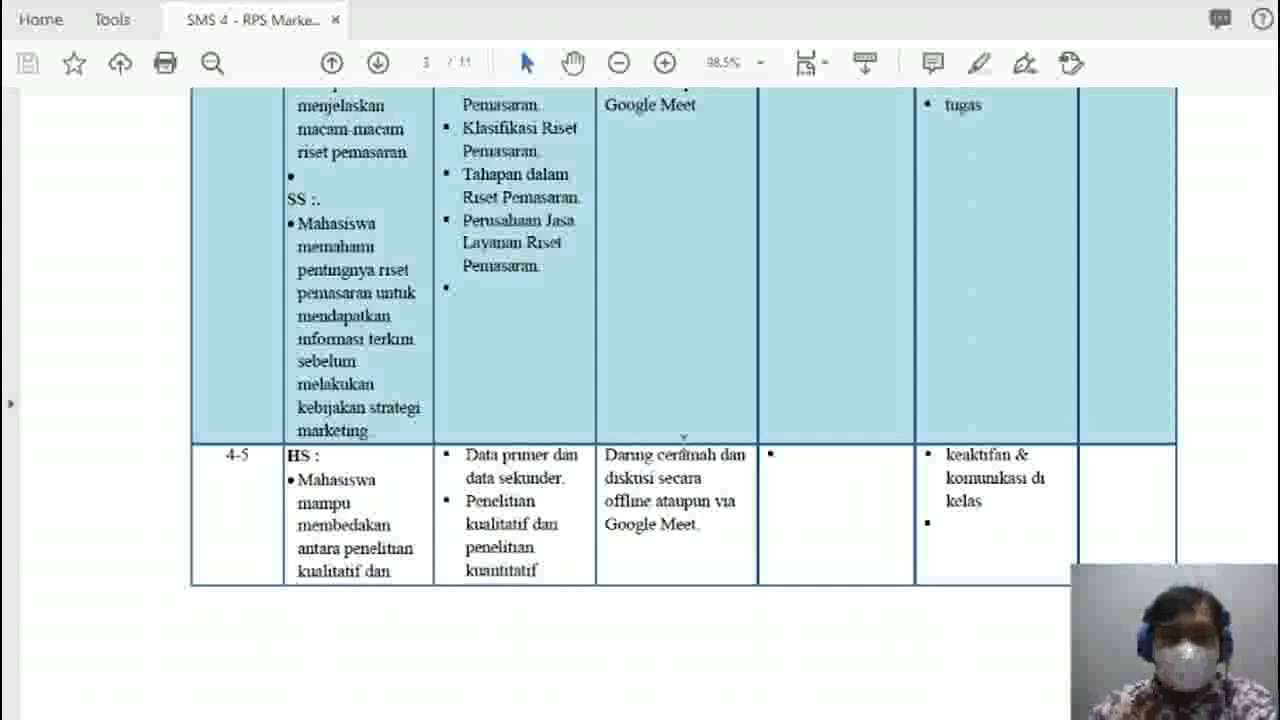 Home
Tools
SMS 4 - RPS Marke...
3 / 11
98.5%
menjelaskan
macam-macam
riset pemasaran
SS :.
Mahasiswa
memahami
pentingnya riset
pemasaran untuk
mendapatkan
informasi terkini
sebelum
melakukan
kebijakan strategi
marketing.
Pemasaran.
Klasifikasi Riset
Pemasaran.
Tahapan dalam
Riset Pemasaran.
Perusahaan Jasa
Layanan Riset
Pemasaran.
Google Meet
tugas
4-5
HS :
Mahasiswa
mampu
membedakan
antara penelitian
kualitatif dan
Data primer dan
data sekunder.
Penelitian
kualitatif dan
penelitian
kuantitatif
Daring ceramah dan
diskusi secara
offline ataupun via
Google Meet.
keaktifan &
komunikasi di
kelas